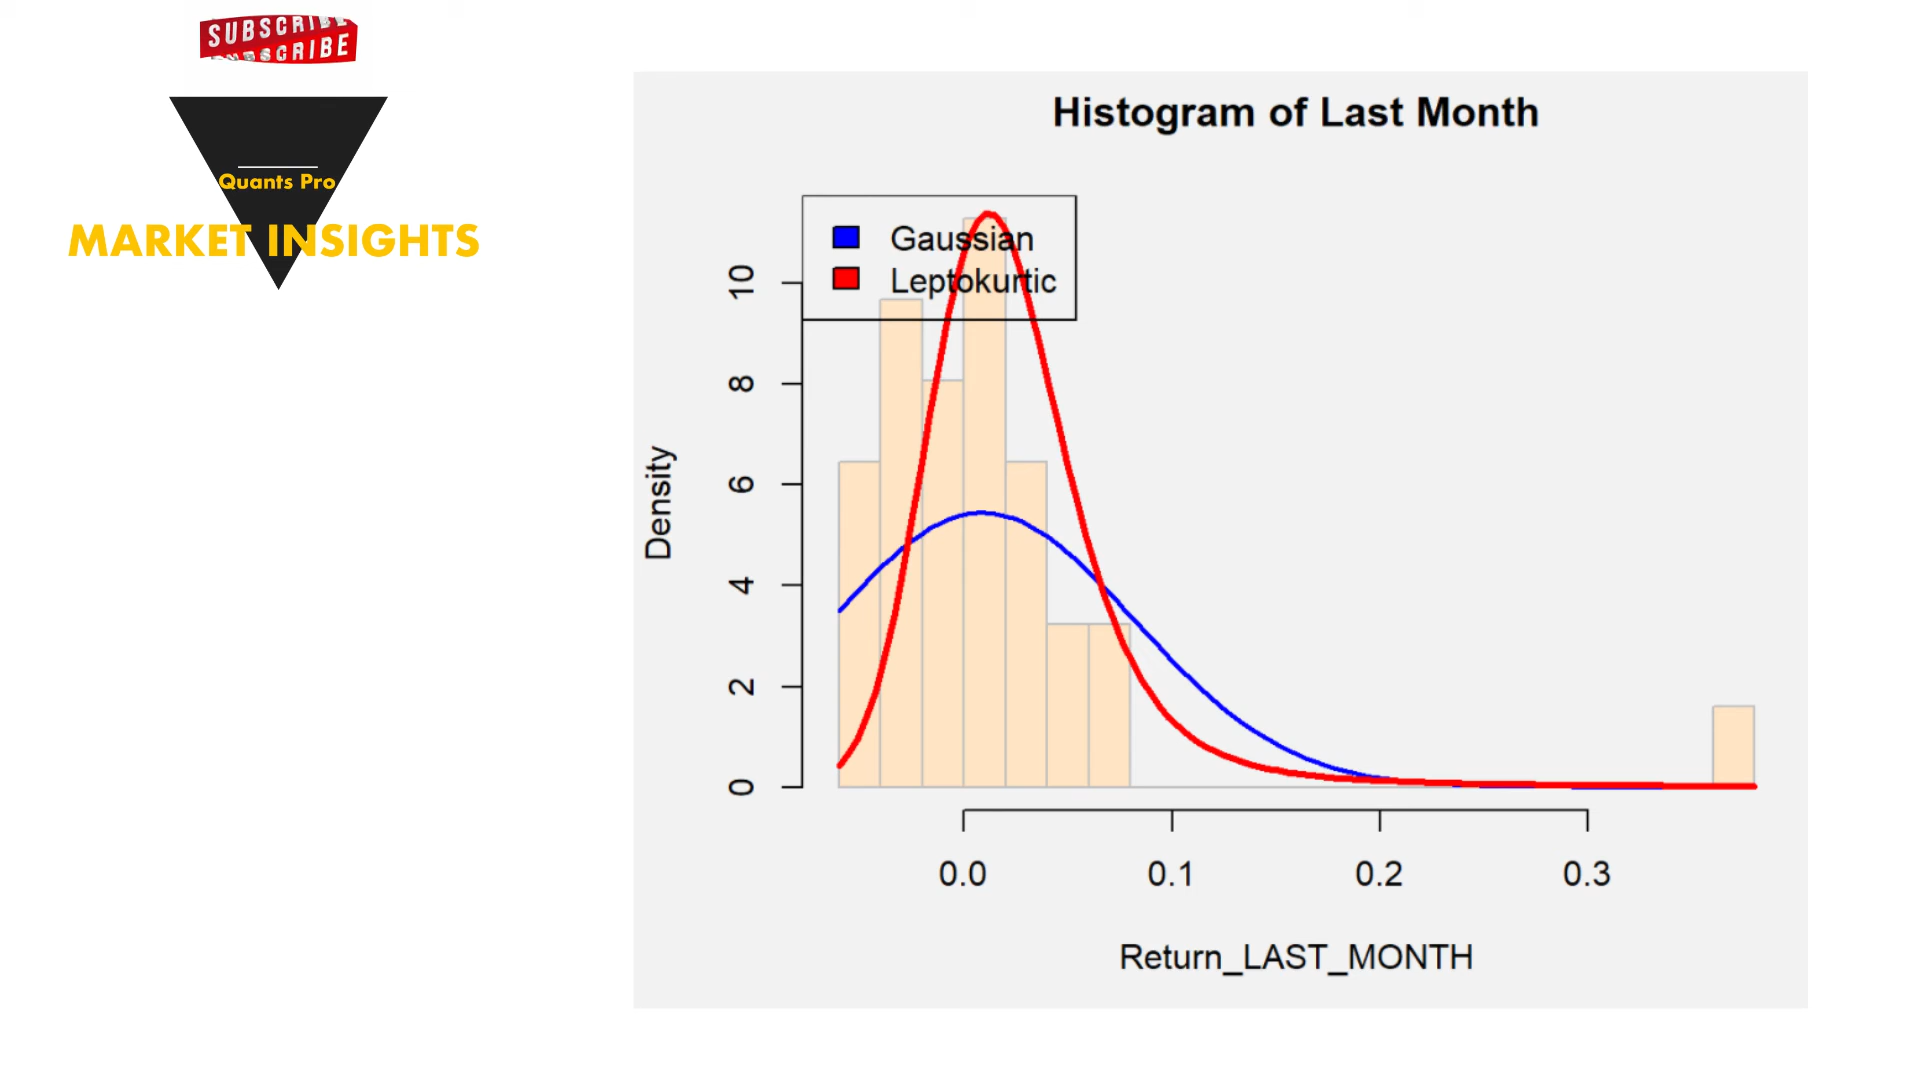 SUBSCRIBE
SUBSCRIBE
Quants Pro
MARKET INSIGHTS
Histogram of Last Month
Gaussian
Leptokurtic
Density
0 2 4 6 8 10
0.0 0.1 0.2 0.3
Return_LAST_MONTH